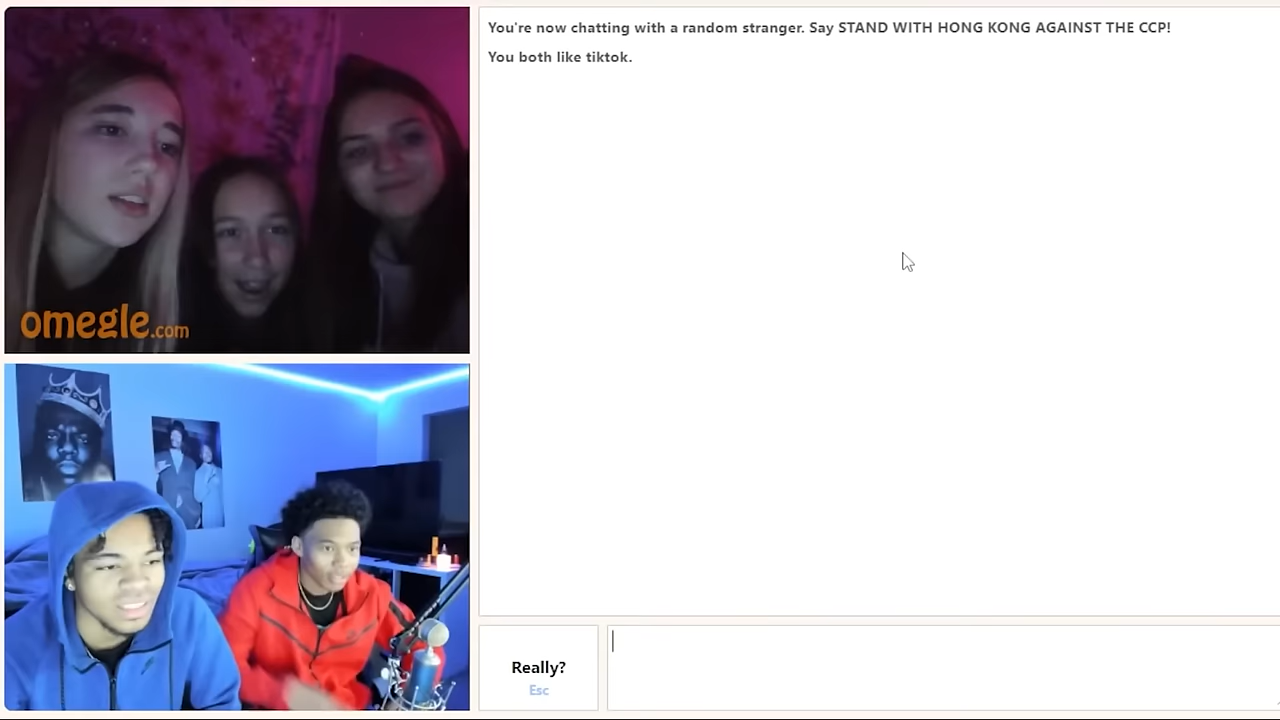 You're now chatting with a random stranger. Say STAND WITH HONG KONG AGAINST THE CCP!
You both like tiktok.
omegle.com
Really?
Esc